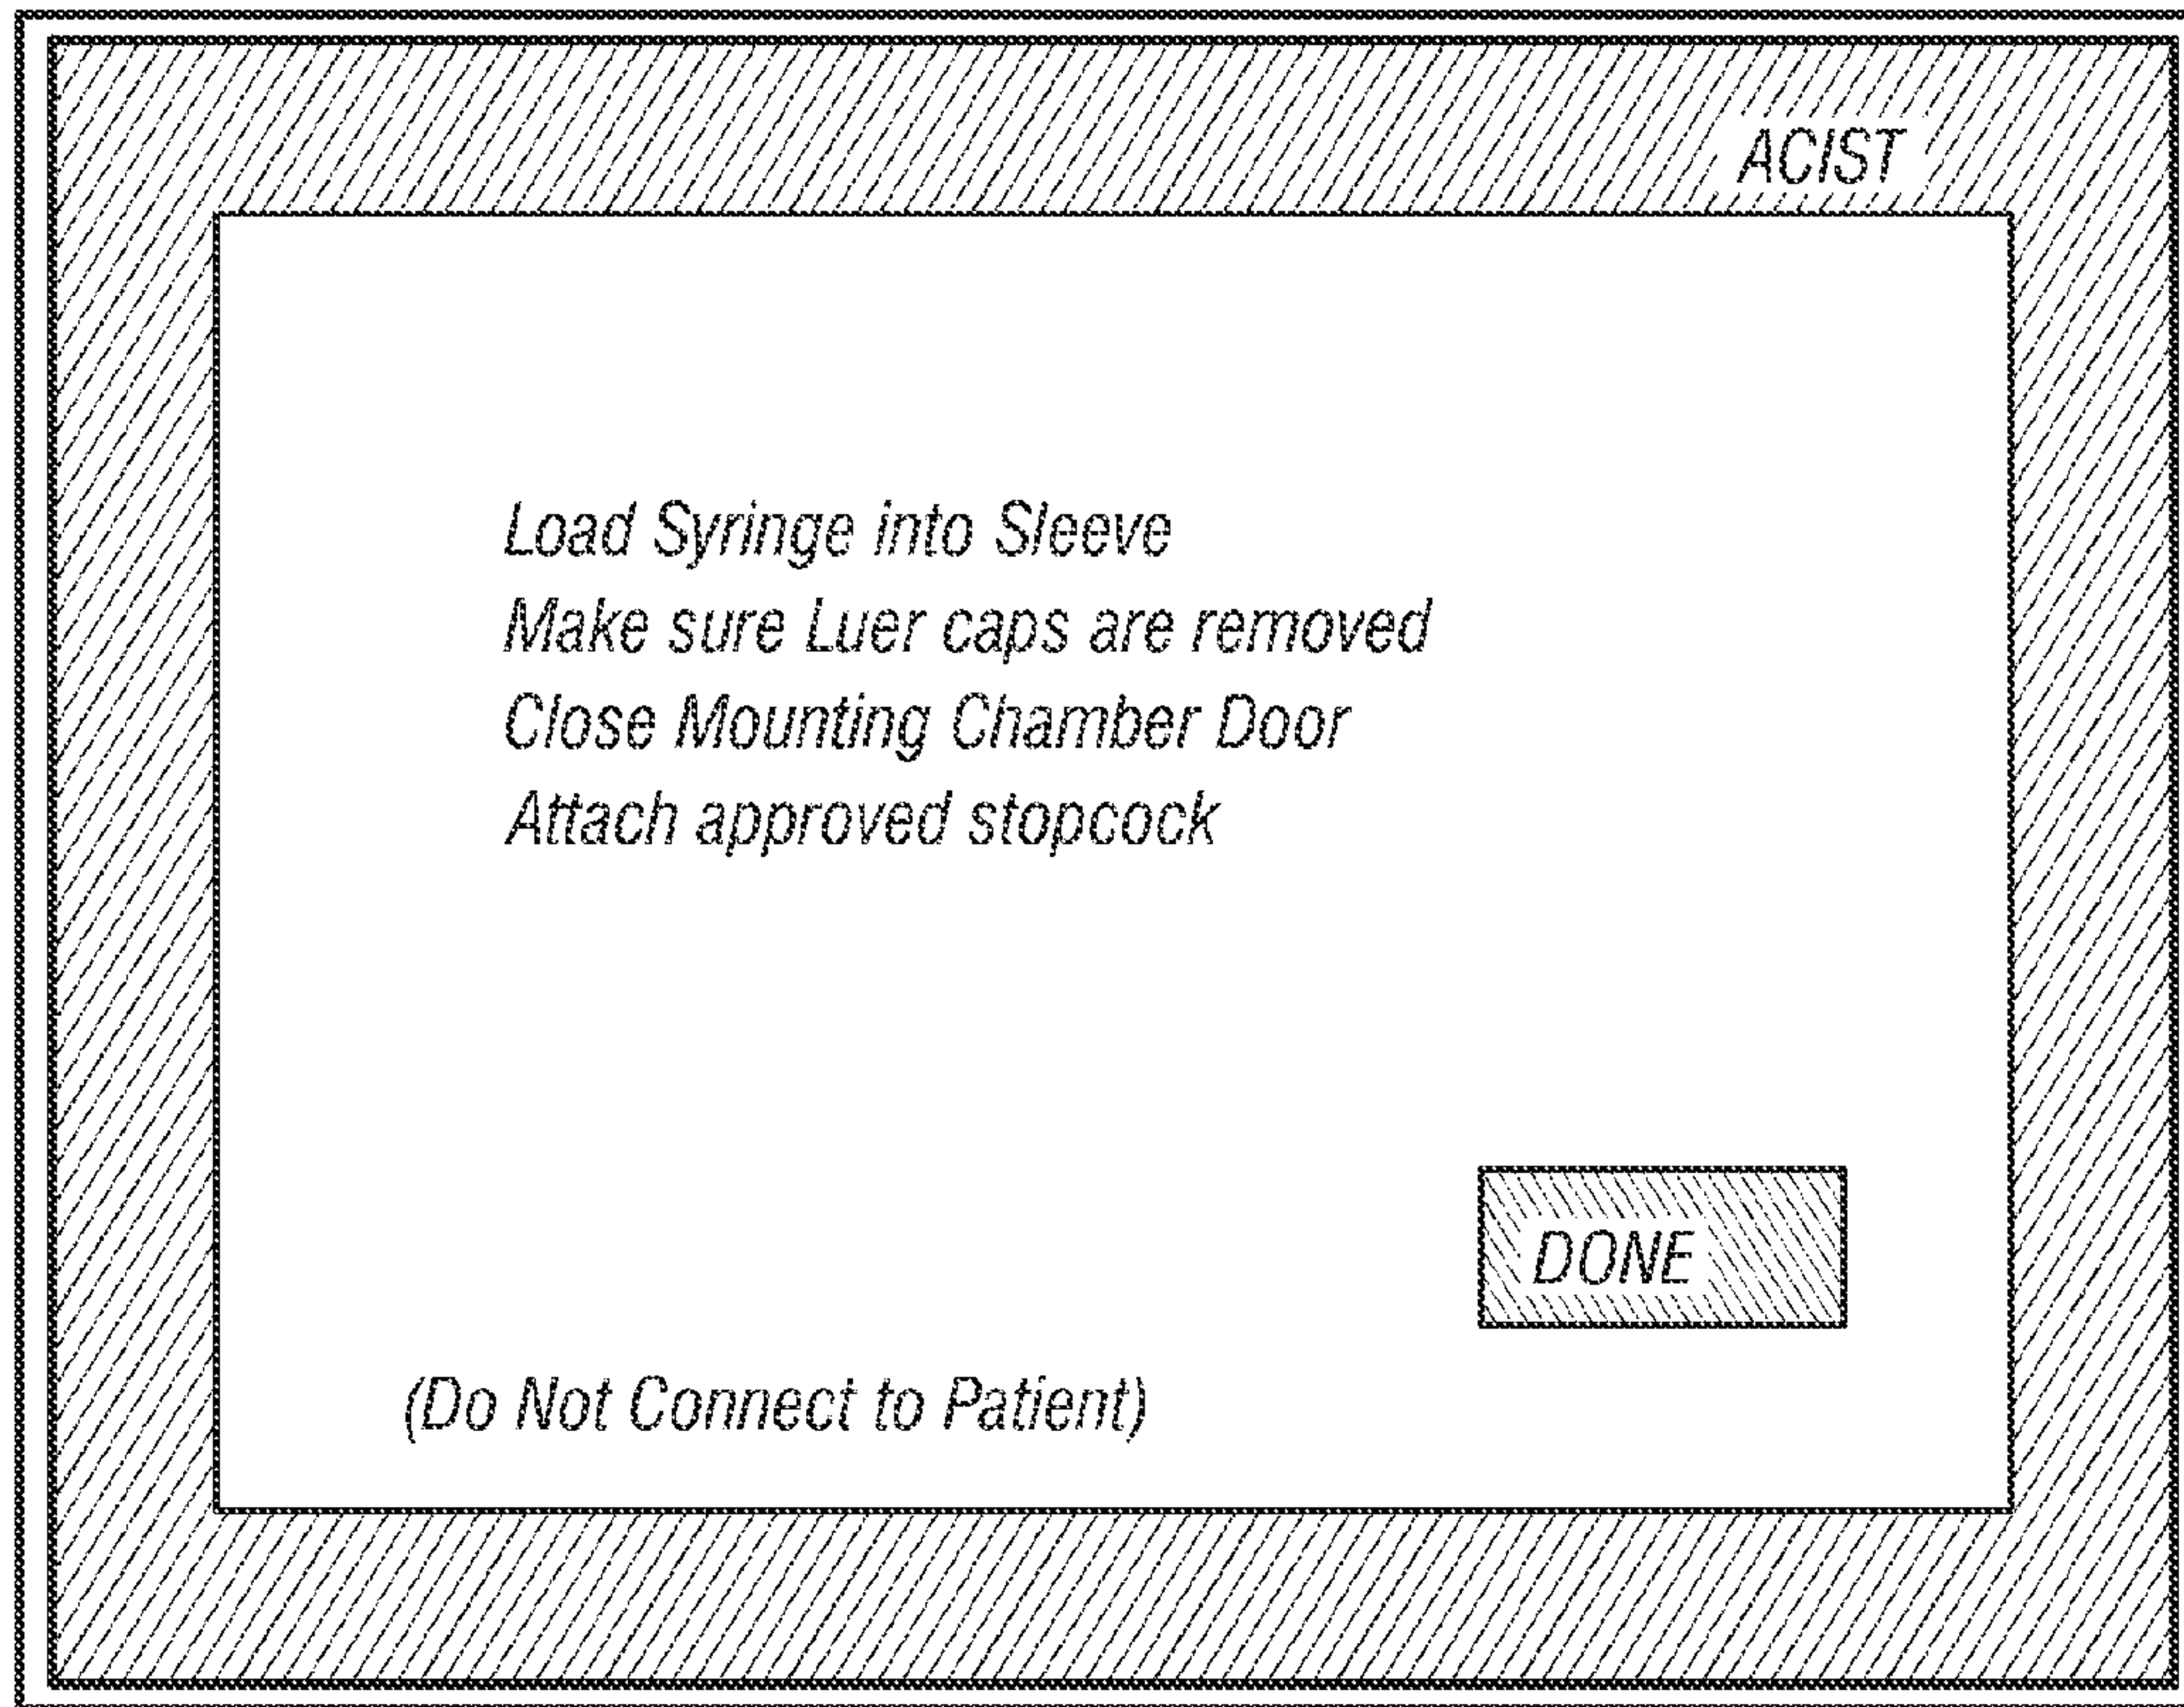 ACIST
Load Syringe into Sleeve
Make sure Luer caps are removed
Close Mounting Chamber Door
Attach approved stopcock
DONE
(Do Not Connect to Patient)